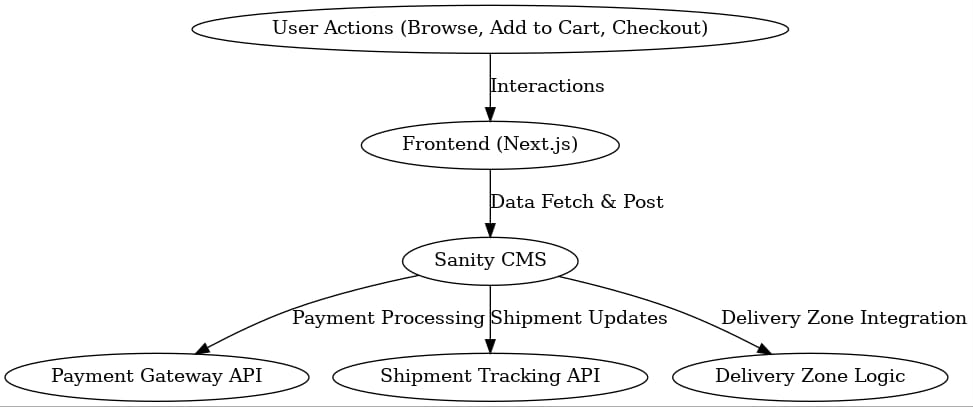 User Actions (Browse, Add to Cart, Checkout)
Interactions
Frontend (Next.js)
Data Fetch & Post
Sanity CMS
Payment Processing
Shipment Updates
Delivery Zone Integration
Payment Gateway API
Shipment Tracking API
Delivery Zone Logic